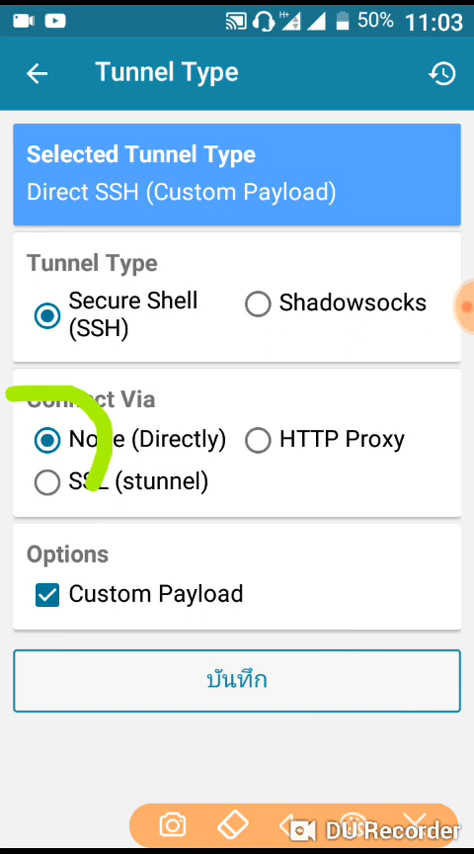 H+
50%
11:03
Tunnel Type
Selected Tunnel Type
Direct SSH (Custom Payload)
Tunnel Type
Secure Shell
(SSH)
Shadowsocks
Connect Via
None (Directly)
HTTP Proxy
SSL (stunnel)
Options
Custom Payload
บันทึก
DU Recorder